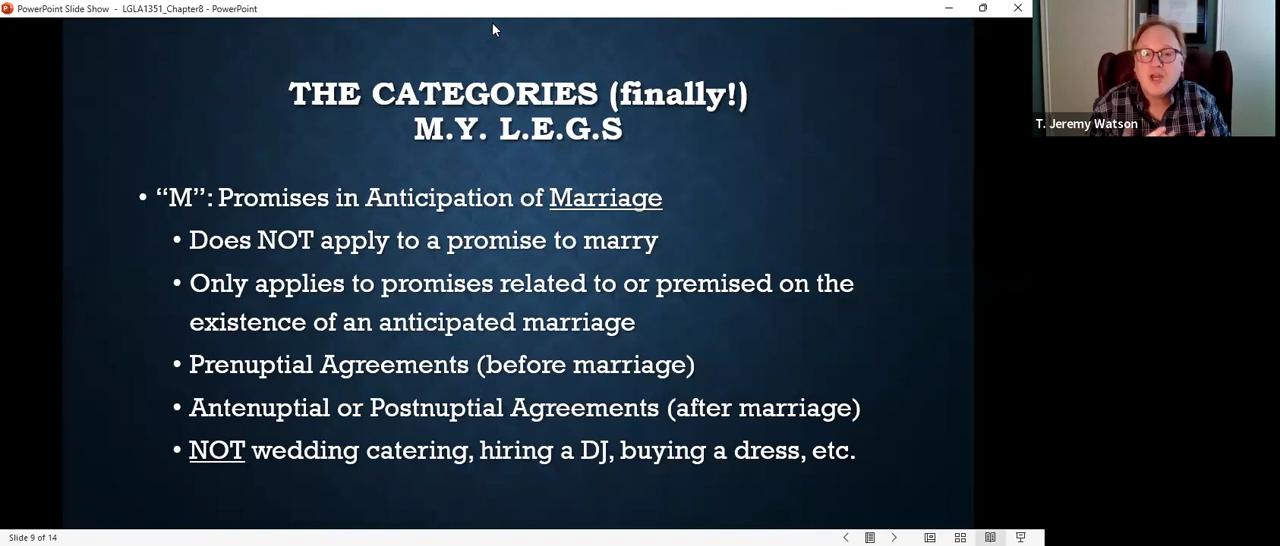 PowerPoint Slide Show - LGLA1351_Chapter8 - PowerPoint
THE CATEGORIES (finally!)
M.Y. L.E.G.S
• “M”: Promises in Anticipation of Marriage
• Does NOT apply to a promise to marry
• Only applies to promises related to or premised on the
existence of an anticipated marriage
• Prenuptial Agreements (before marriage)
• Antenuptial or Postnuptial Agreements (after marriage)
• NOT wedding catering, hiring a DJ, buying a dress, etc.
T. Jeremy Watson
Slide 9 of 14